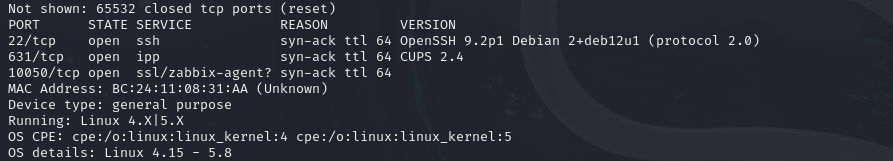 Not shown: 65532 closed tcp ports (reset)
PORT      STATE SERVICE           REASON         VERSION
22/tcp    open  ssh               syn-ack ttl 64 OpenSSH 9.2p1 Debian 2+deb12u1 (protocol 2.0)
631/tcp   open  ipp               syn-ack ttl 64 CUPS 2.4
10050/tcp open  ssl/zabbix-agent? syn-ack ttl 64
MAC Address: BC:24:11:08:31:AA (Unknown)
Device type: general purpose
Running: Linux 4.X|5.X
OS CPE: cpe:/o:linux:linux_kernel:4 cpe:/o:linux:linux_kernel:5
OS details: Linux 4.15 - 5.8